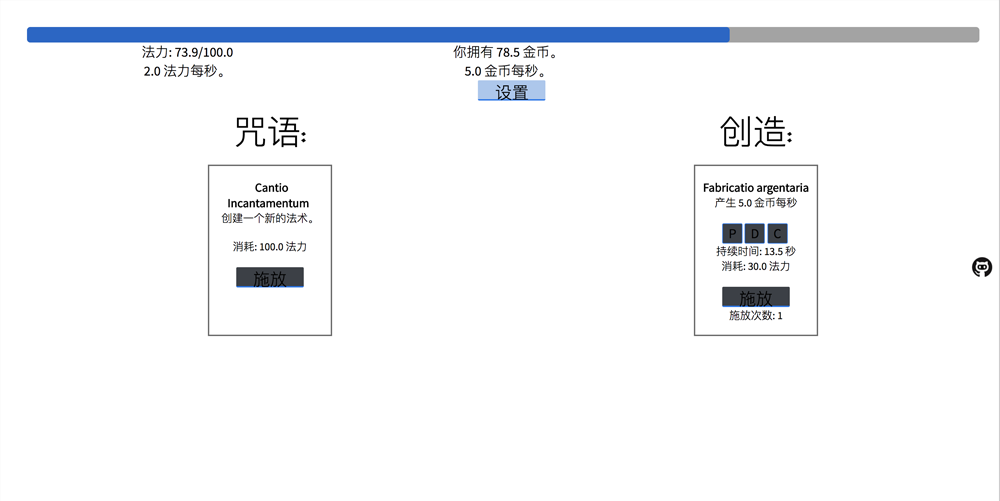 法力: 73.9/100.0
2.0 法力每秒。
你拥有 78.5 金币。
5.0 金币每秒。
设置
咒语:
Cantio
Incantamentum
创建一个新的法术。
消耗: 100.0 法力
施放
创造:
Fabricatio argentaria
产生 5.0 金币每秒
P D C
持续时间: 13.5 秒
消耗: 30.0 法力
施放
施放次数: 1